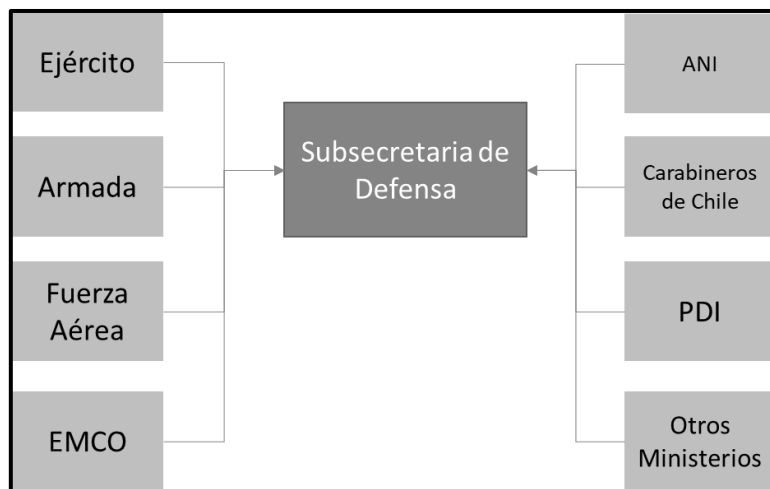 Ejército
Armada
Fuerza
Aérea
EMCO
Subsecretaria de
Defensa
ANI
Carabineros
de Chile
PDI
Otros
Ministerios